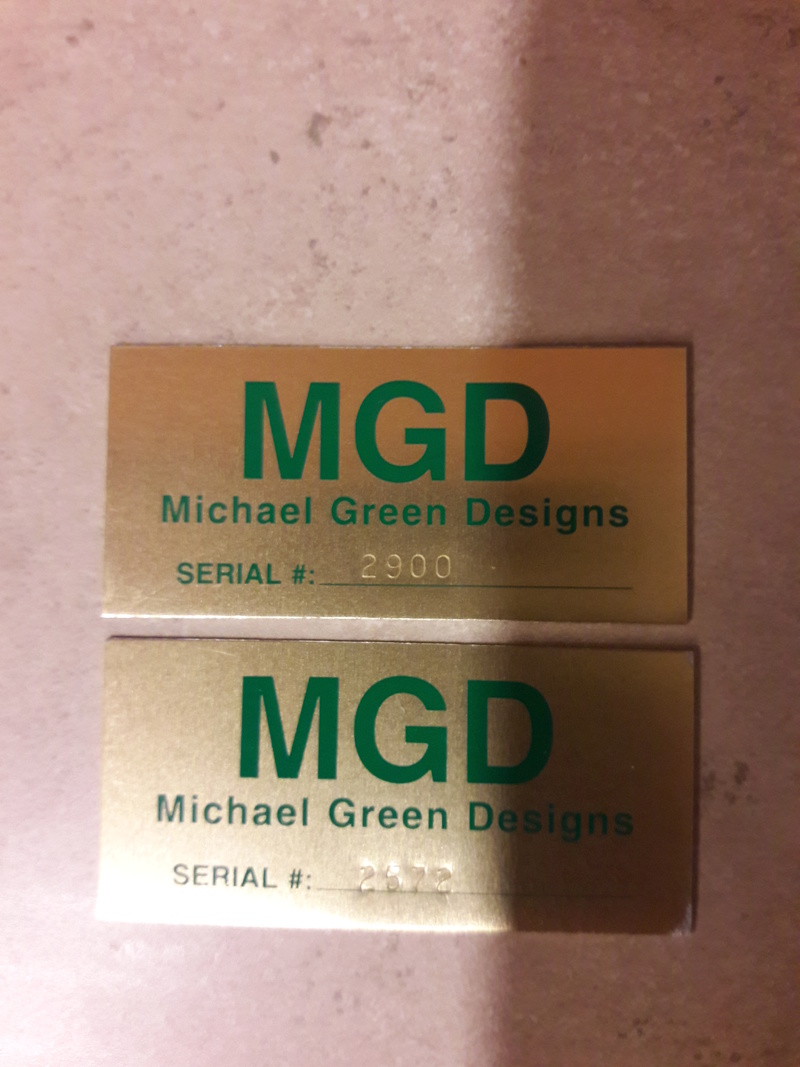 MGD
Michael Green Designs
SERIAL #: 2900
MGD
Michael Green Designs
SERIAL #: 2572